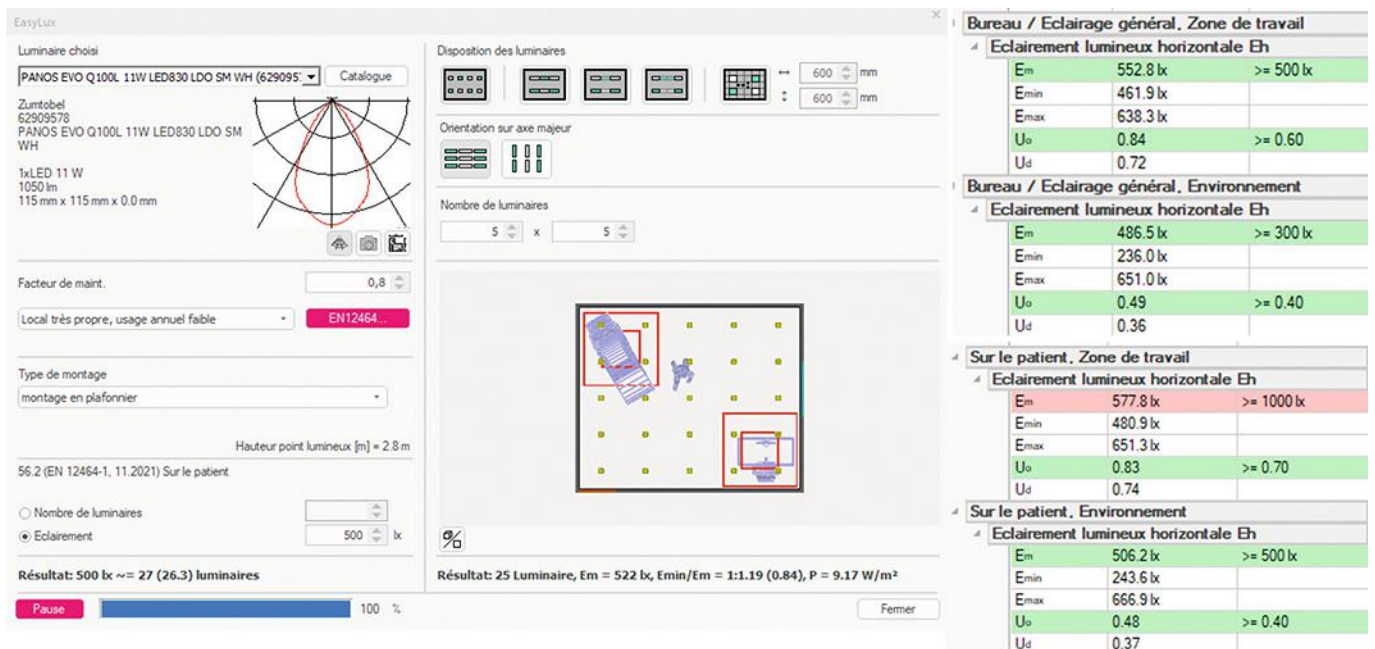 EasyLux
Luminaire choisi
PANOS EVO Q100L 11W LED830 LDO SM WH (629095
Catalogue
Zumtobel
62909578
PANOS EVO Q100L 11W LED830 LDO SM
WH
1xLED 11 W
1050 lm
115 mm x 115 mm x 0.0 mm
Facteur de maint.
0,8
Local très propre, usage annuel faible
EN12464...
Type de montage
montage en plafonnier
Hauteur point lumineux [m] = 2.8 m
56.2 (EN 12464-1, 11.2021) Sur le patient
Nombre de luminaires
Eclairement
500 lx
Résultat: 500 lx ~= 27 (26.3) luminaires
Pause
100 %
Disposition des luminaires
600 mm
600 mm
Orientation sur axe majeur
Nombre de luminaires
5 x 5
Résultat: 25 Luminaire, Em = 522 lx, Emin/Em = 1:1.19 (0.84), P = 9.17 W/m²
Fermer
Bureau / Eclairage général, Zone de travail
Eclairement lumineux horizontale Eh
Em 552.8 lx >= 500 lx
Emin 461.9 lx
Emax 638.3 lx
Uo 0.84 >= 0.60
Ud 0.72
Bureau / Eclairage général, Environnement
Eclairement lumineux horizontale Eh
Em 486.5 lx >= 300 lx
Emin 236.0 lx
Emax 651.0 lx
Uo 0.49 >= 0.40
Ud 0.36
Sur le patient, Zone de travail
Eclairement lumineux horizontale Eh
Em 577.8 lx >= 1000 lx
Emin 480.9 lx
Emax 651.3 lx
Uo 0.83 >= 0.70
Ud 0.74
Sur le patient, Environnement
Eclairement lumineux horizontale Eh
Em 506.2 lx >= 500 lx
Emin 243.6 lx
Emax 666.9 lx
Uo 0.48 >= 0.40
Ud 0.37